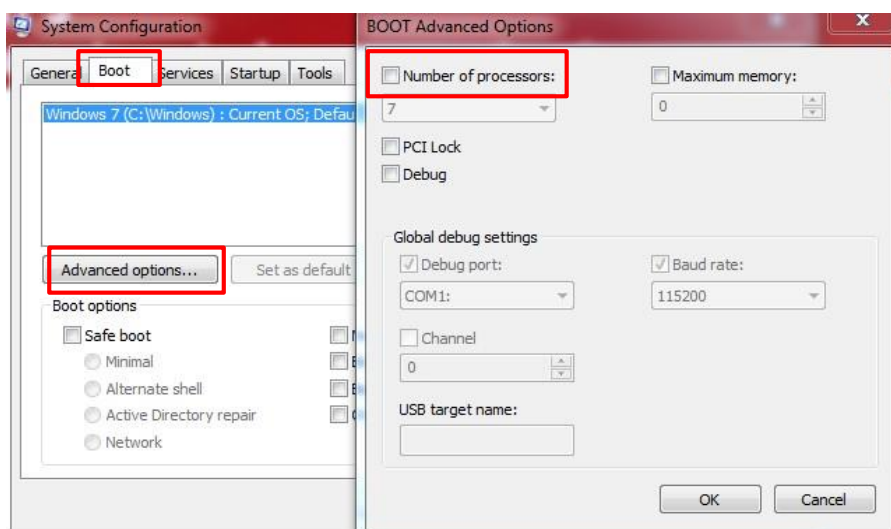 System Configuration
General Boot Services Startup Tools
Windows 7 (C:\Windows) : Current OS; Defau
Advanced options... Set as default
Boot options
Safe boot
Minimal
Alternate shell
Active Directory repair
Network
BOOT Advanced Options
Number of processors: Maximum memory:
7 0
PCI Lock
Debug
Global debug settings
Debug port: Baud rate:
COM1: 115200
Channel
0
USB target name:
OK Cancel